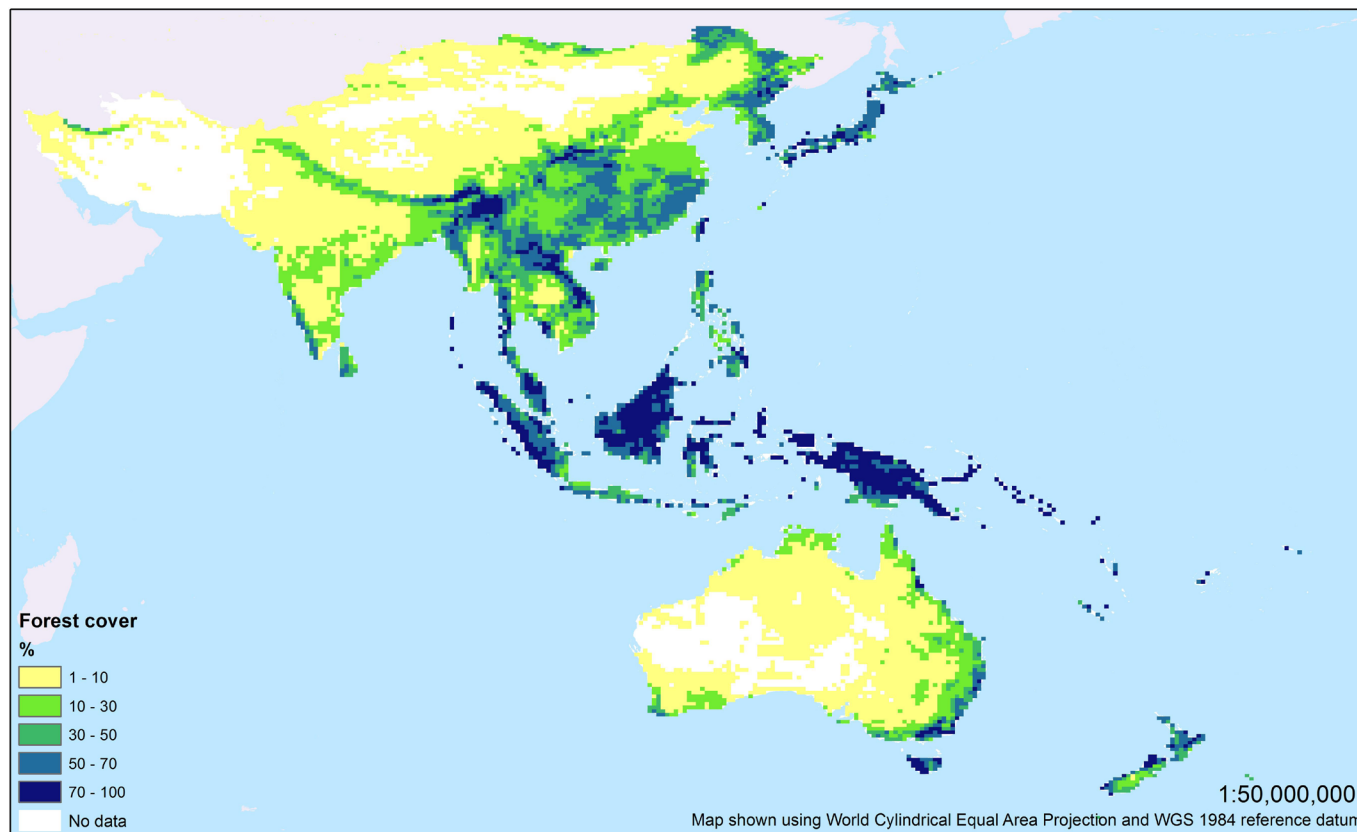 Forest cover
%
1 - 10
10 - 30
30 - 50
50 - 70
70 - 100
No data
1:50,000,000
Map shown using World Cylindrical Equal Area Projection and WGS 1984 reference datum